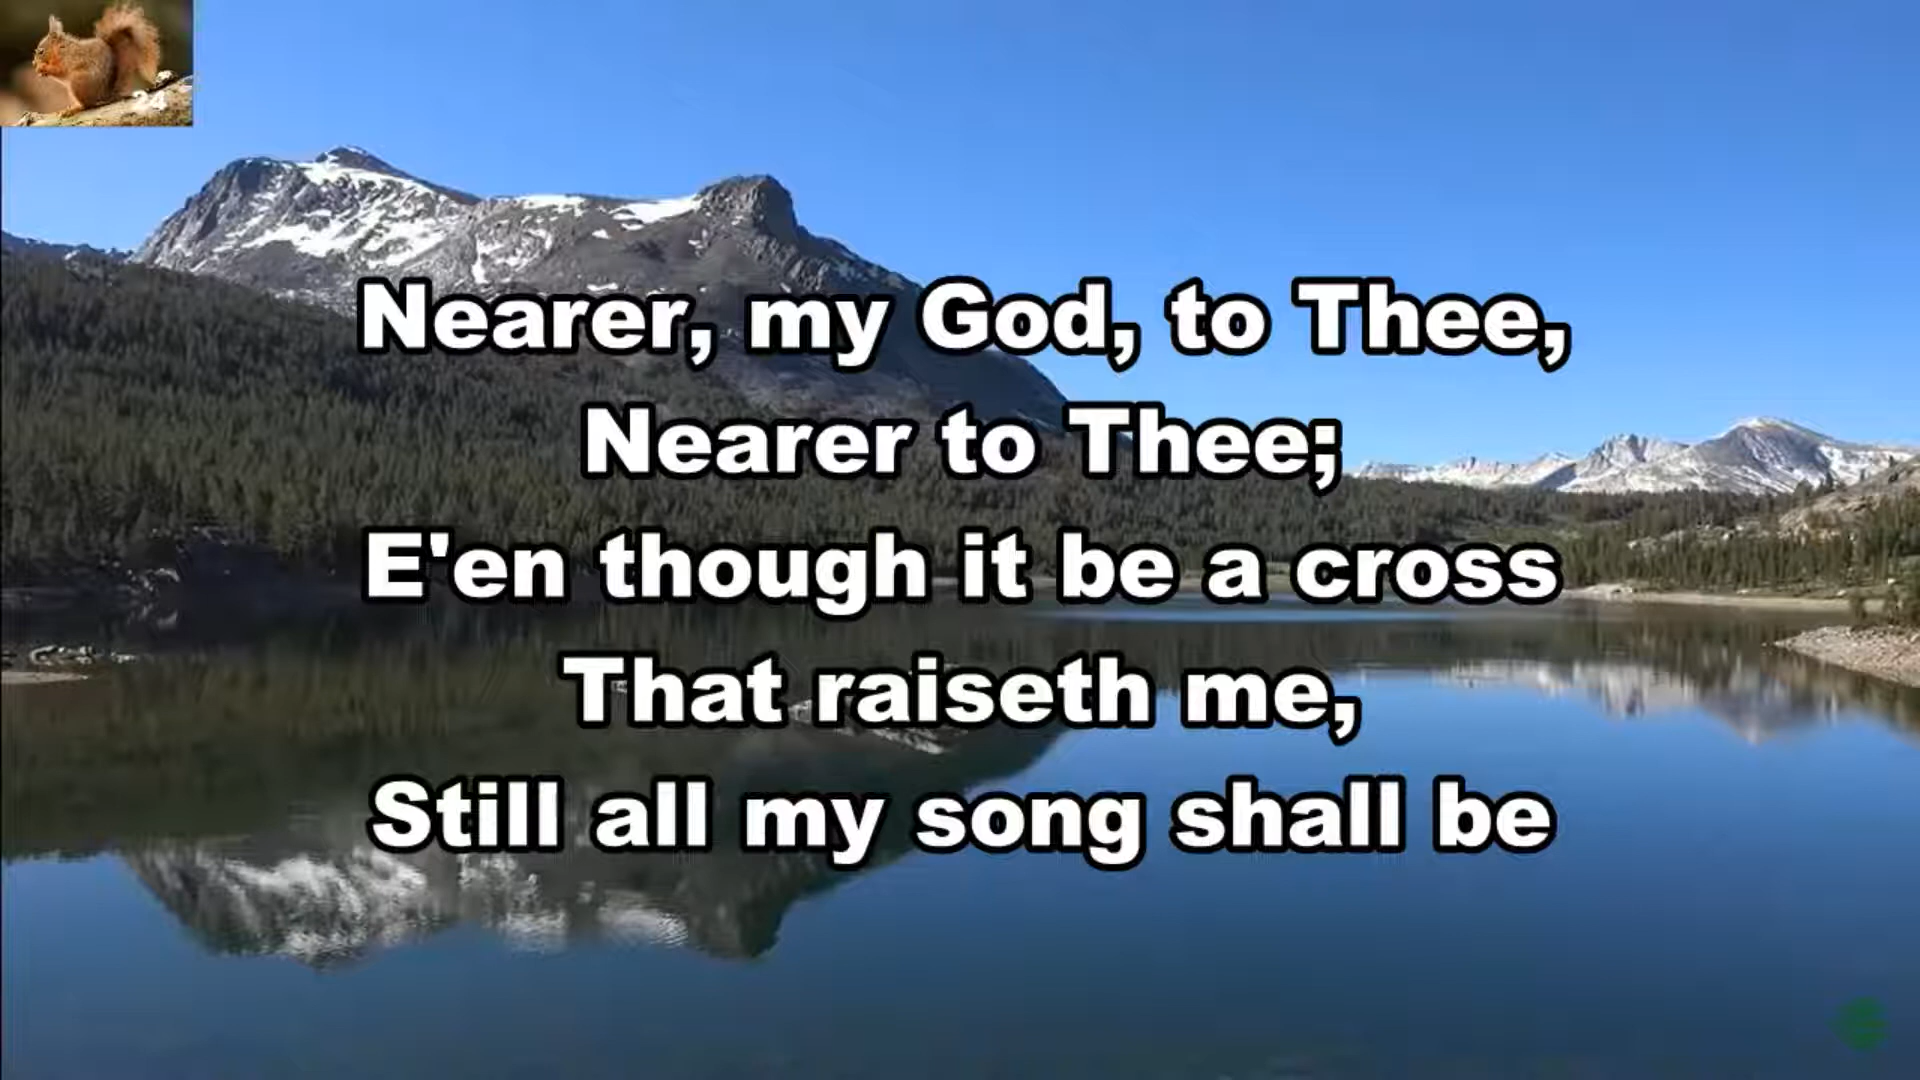 24
Nearer, my God, to Thee,
Nearer to Thee;
E'en though it be a cross
That raiseth me,
Still all my song shall be